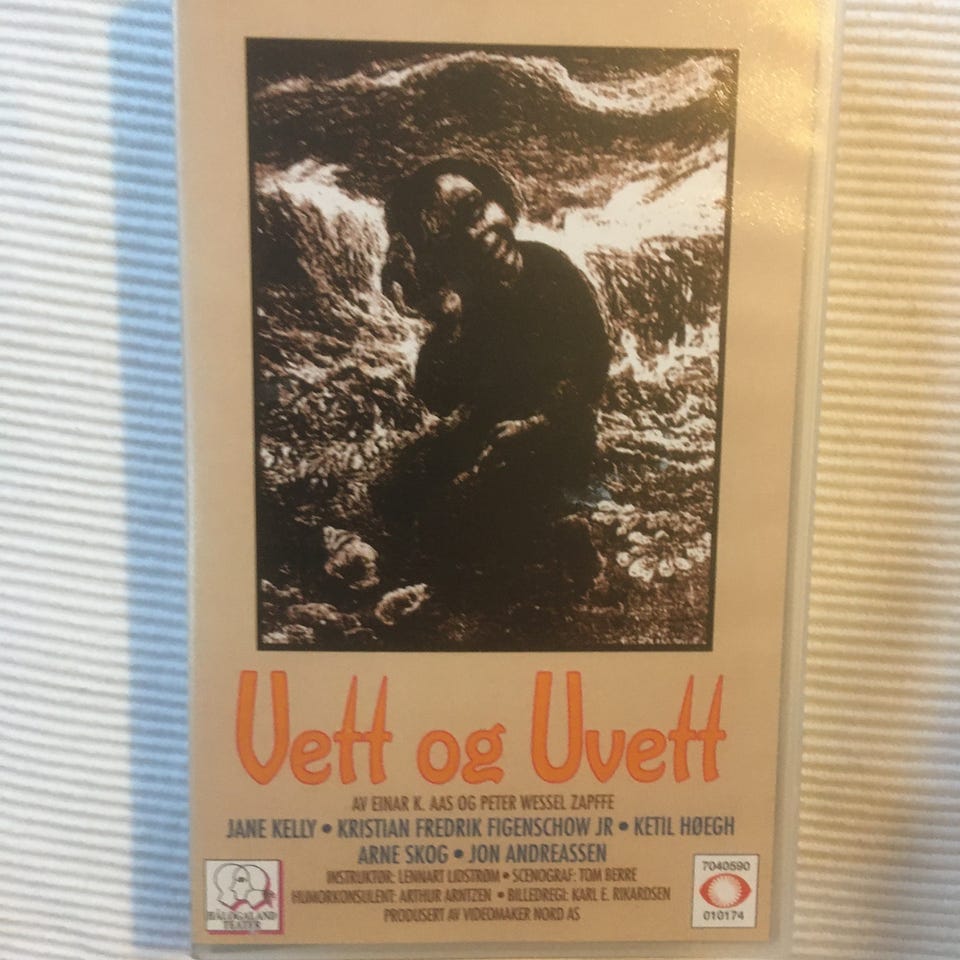 Vett og Uvett
AV EINAR K. AAS OG PETER WESSEL ZAPFFE
JANE KELLY • KRISTIAN FREDRIK FIGENSCHOW JR • KETIL HØEGH
ARNE SKOG • JON ANDREASSEN
INSTRUKTØR: LENNART LIDSTRØM • SCENOGRAF: TOM BERRE
HUMORKONSULENT: ARTHUR ARNTZEN • BILLEDREGI: KARL E. RIKARDSEN
PRODUSERT AV VIDEOMAKER NORD AS
HÅLOGALAND
TEATER
7040590
010174